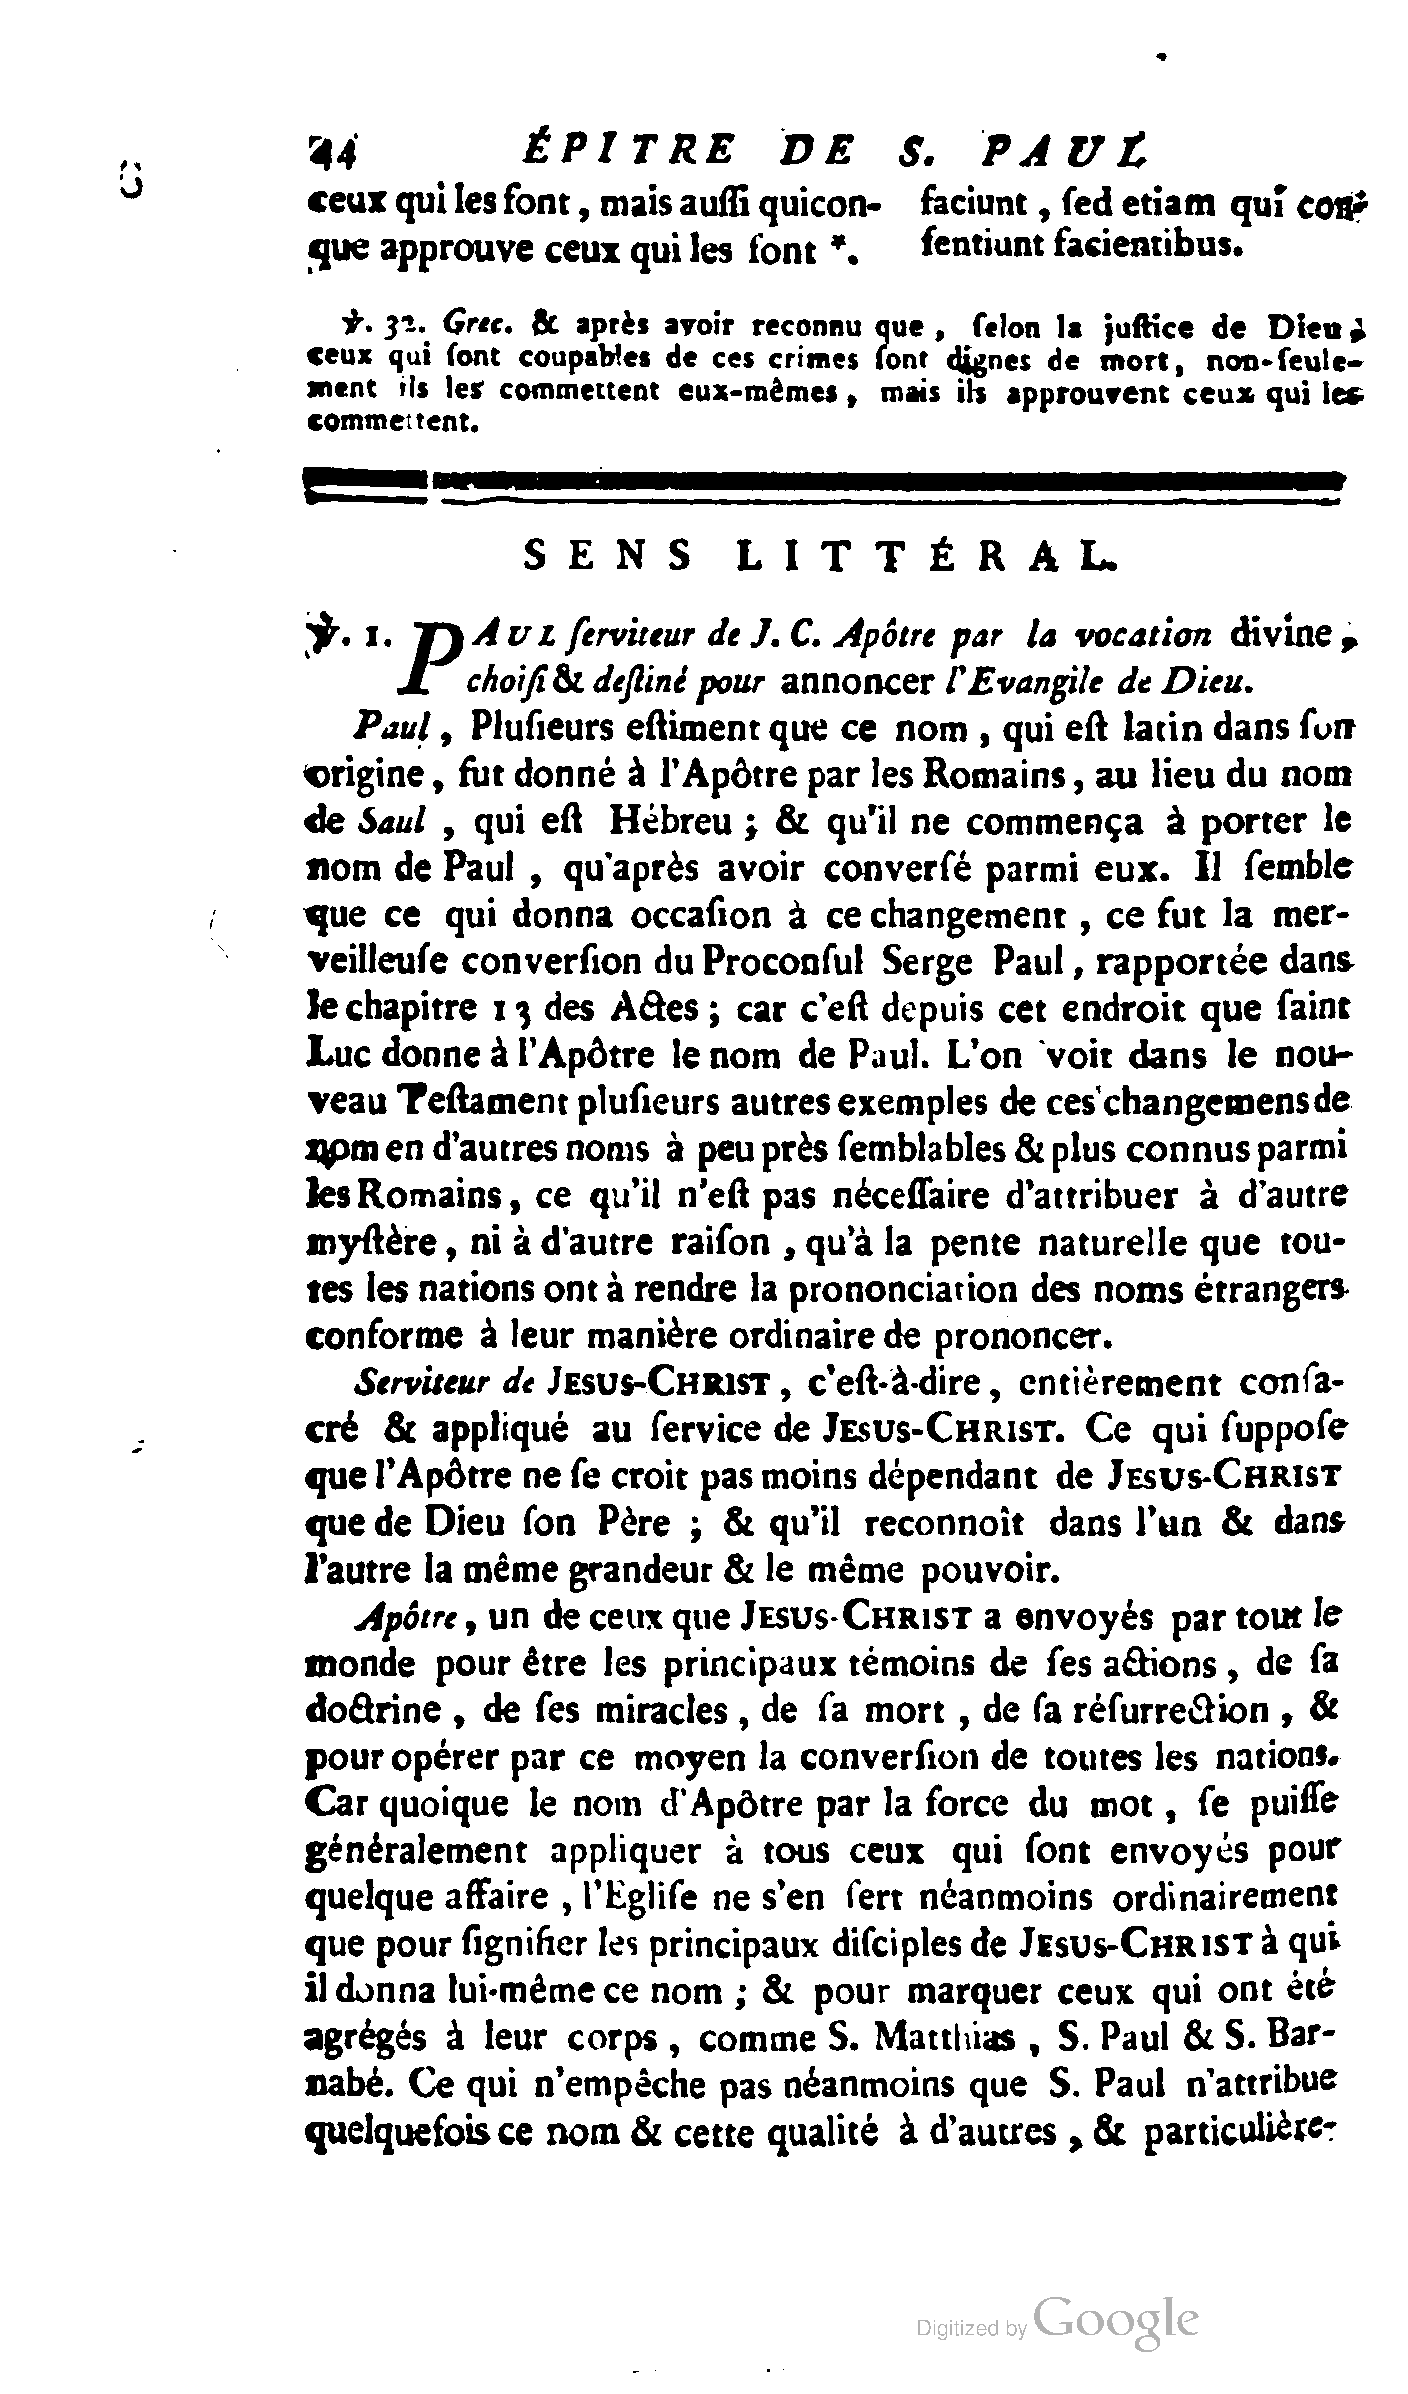 44 ÉPITRE DE S. PAUL
ceux qui les font, mais auſſi quicon-
que approuve ceux qui les font *.
faciunt, ſed etiam qui con-
ſentiunt facientibus.
℣. 32. Grec. & après avoir reconnu que, ſelon la juſtice de Dieu,
ceux qui ſont coupables de ces crimes ſont dignes de mort, non-ſeule-
ment ils les commettent eux-mêmes, mais ils approuvent ceux qui les
commettent.
SENS LITTÉRAL.
℣. 1. PAUL ſerviteur de J. C. Apôtre par la vocation divine,
choiſi & deſtiné pour annoncer l'Evangile de Dieu.
Paul, Pluſieurs eſtiment que ce nom, qui eſt latin dans ſon
origine, fut donné à l'Apôtre par les Romains, au lieu du nom
de Saul, qui eſt Hébreu; & qu'il ne commença à porter le
nom de Paul, qu'après avoir converſé parmi eux. Il ſemble
que ce qui donna occaſion à ce changement, ce fut la mer-
veilleuſe converſion du Proconſul Serge Paul, rapportée dans
le chapitre 13 des Actes; car c'eſt depuis cet endroit que ſaint
Luc donne à l'Apôtre le nom de Paul. L'on voit dans le nou-
veau Teſtament pluſieurs autres exemples de ces changemens de
nom en d'autres noms à peu près ſemblables & plus connus parmi
les Romains, ce qu'il n'eſt pas néceſſaire d'attribuer à d'autre
myſtère, ni à d'autre raiſon, qu'à la pente naturelle que tou-
tes les nations ont à rendre la prononciation des noms étrangers
conforme à leur manière ordinaire de prononcer.
Serviteur de JESUS-CHRIST, c'eſt-à-dire, entièrement conſa-
cré & appliqué au ſervice de JESUS-CHRIST. Ce qui ſuppoſe
que l'Apôtre ne ſe croit pas moins dépendant de JESUS-CHRIST
que de Dieu ſon Père; & qu'il reconnoît dans l'un & dans
l'autre la même grandeur & le même pouvoir.
Apôtre, un de ceux que JESUS-CHRIST a envoyés par tout le
monde pour être les principaux témoins de ſes actions, de ſa
doctrine, de ſes miracles, de ſa mort, de ſa réſurrection, &
pour opérer par ce moyen la converſion de toutes les nations.
Car quoique le nom d'Apôtre par la force du mot, ſe puiſſe
généralement appliquer à tous ceux qui ſont envoyés pour
quelque affaire, l'Egliſe ne s'en ſert néanmoins ordinairement
que pour ſignifier les principaux diſciples de JESUS-CHRIST à qui
il donna lui-même ce nom; & pour marquer ceux qui ont été
agrégés à leur corps, comme S. Matthias, S. Paul & S. Bar-
nabé. Ce qui n'empêche pas néanmoins que S. Paul n'attribue
quelquefois ce nom & cette qualité à d'autres, & particulière-
Digitized by Google